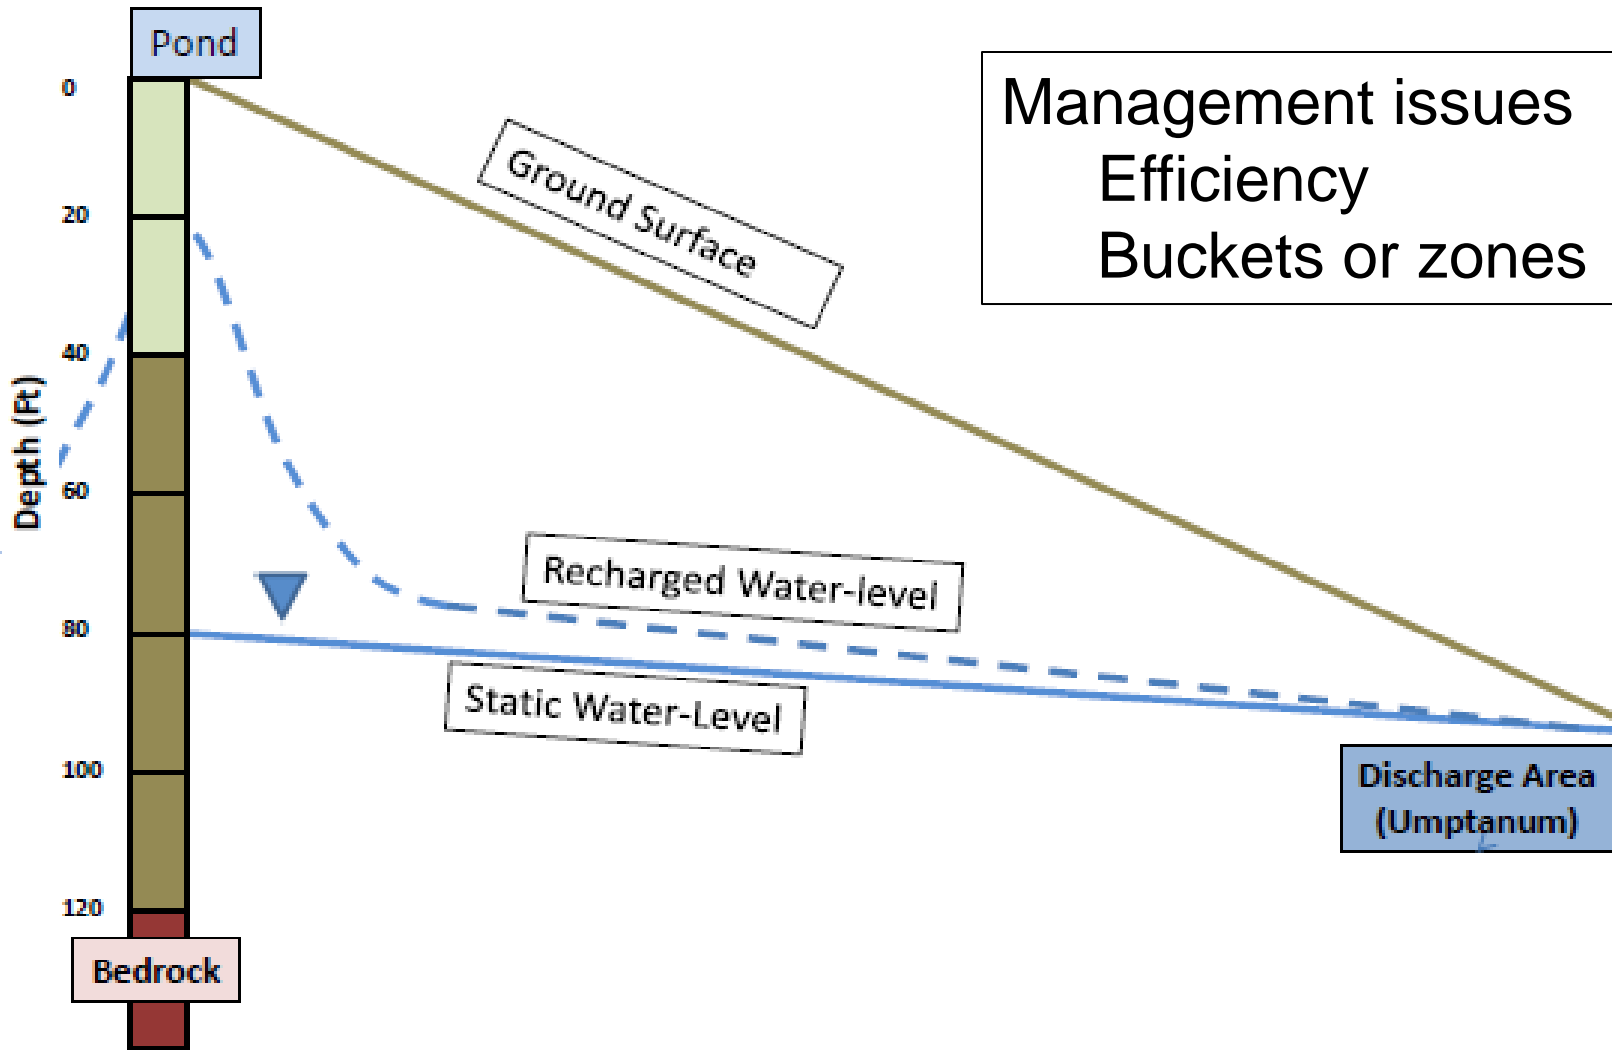 Pond
Management issues
Efficiency
Buckets or zones
Ground Surface
Depth (Ft)
0
20
40
60
80
100
120
Recharged Water-level
Static Water-Level
Discharge Area
(Umptanum)
Bedrock